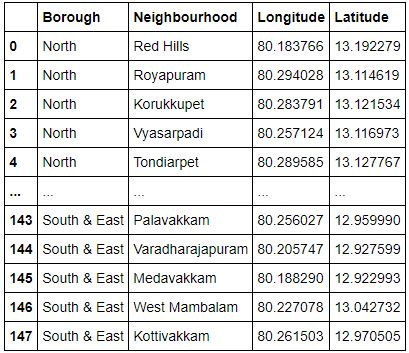 Borough Neighbourhood Longitude Latitude
0 North Red Hills 80.183766 13.192279
1 North Royapuram 80.294028 13.114619
2 North Korukkupet 80.283791 13.121534
3 North Vyasarpadi 80.257124 13.116973
4 North Tondiarpet 80.289585 13.127767
... ... ... ... ...
143 South & East Palavakkam 80.256027 12.959990
144 South & East Varadharajapuram 80.205747 12.927599
145 South & East Medavakkam 80.188290 12.922993
146 South & East West Mambalam 80.227078 13.042732
147 South & East Kottivakkam 80.261503 12.970505